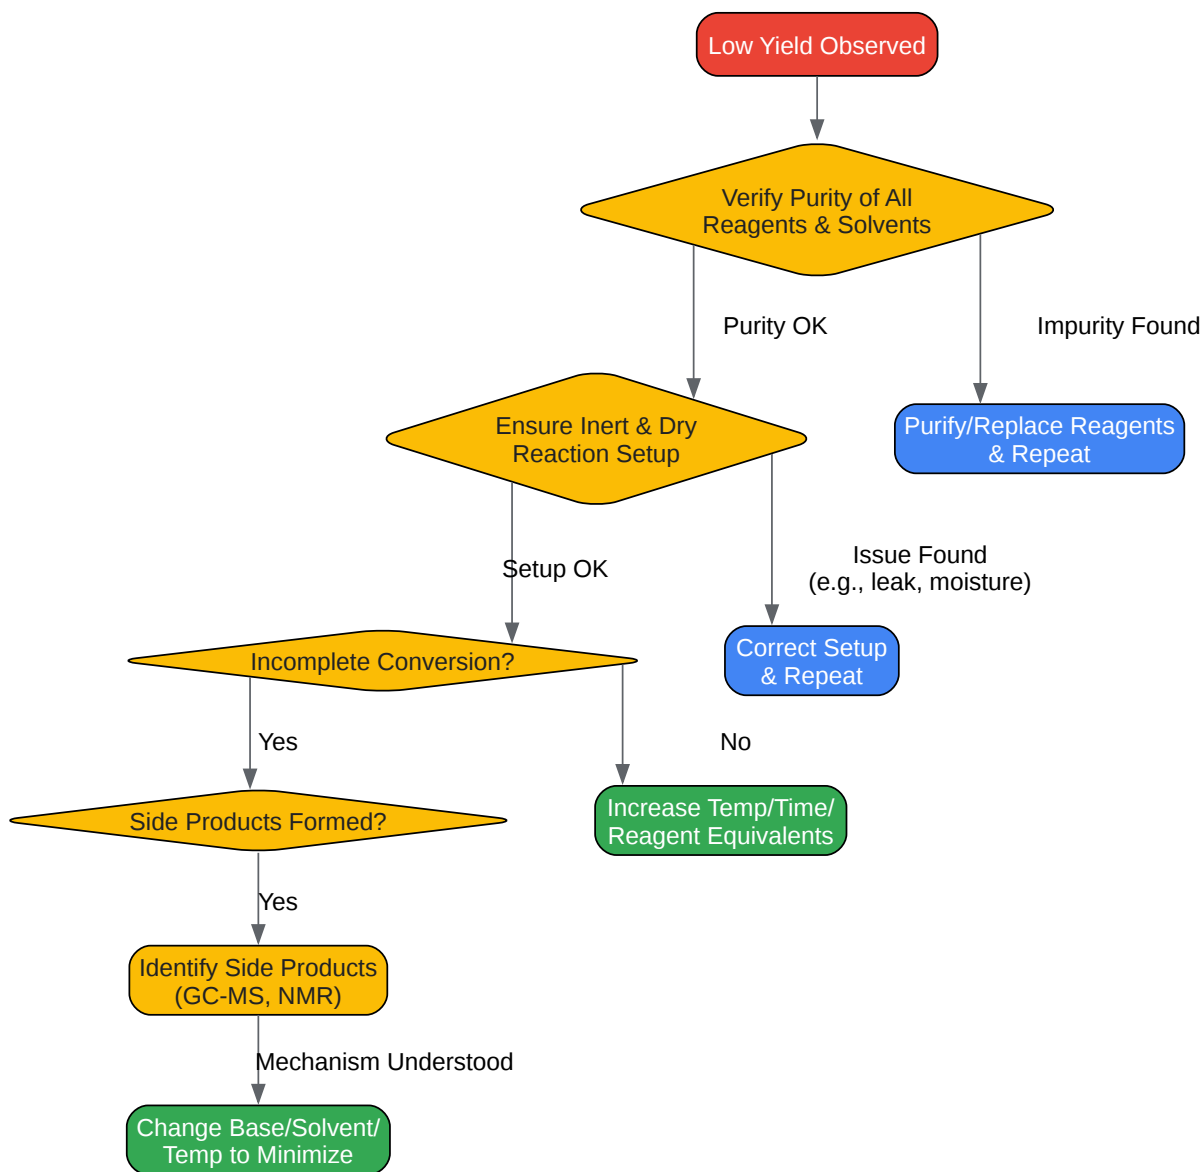 Low Yield Observed
Verify Purity of All
Reagents & Solvents
Purity OK
Impurity Found
Ensure Inert & Dry
Reaction Setup
Purify/Replace Reagents
& Repeat
Setup OK
Issue Found
(e.g., leak, moisture)
Incomplete Conversion?
Correct Setup
& Repeat
Yes
No
Side Products Formed?
Increase Temp/Time/
Reagent Equivalents
Yes
Identify Side Products
(GC-MS, NMR)
Mechanism Understood
Change Base/Solvent/
Temp to Minimize